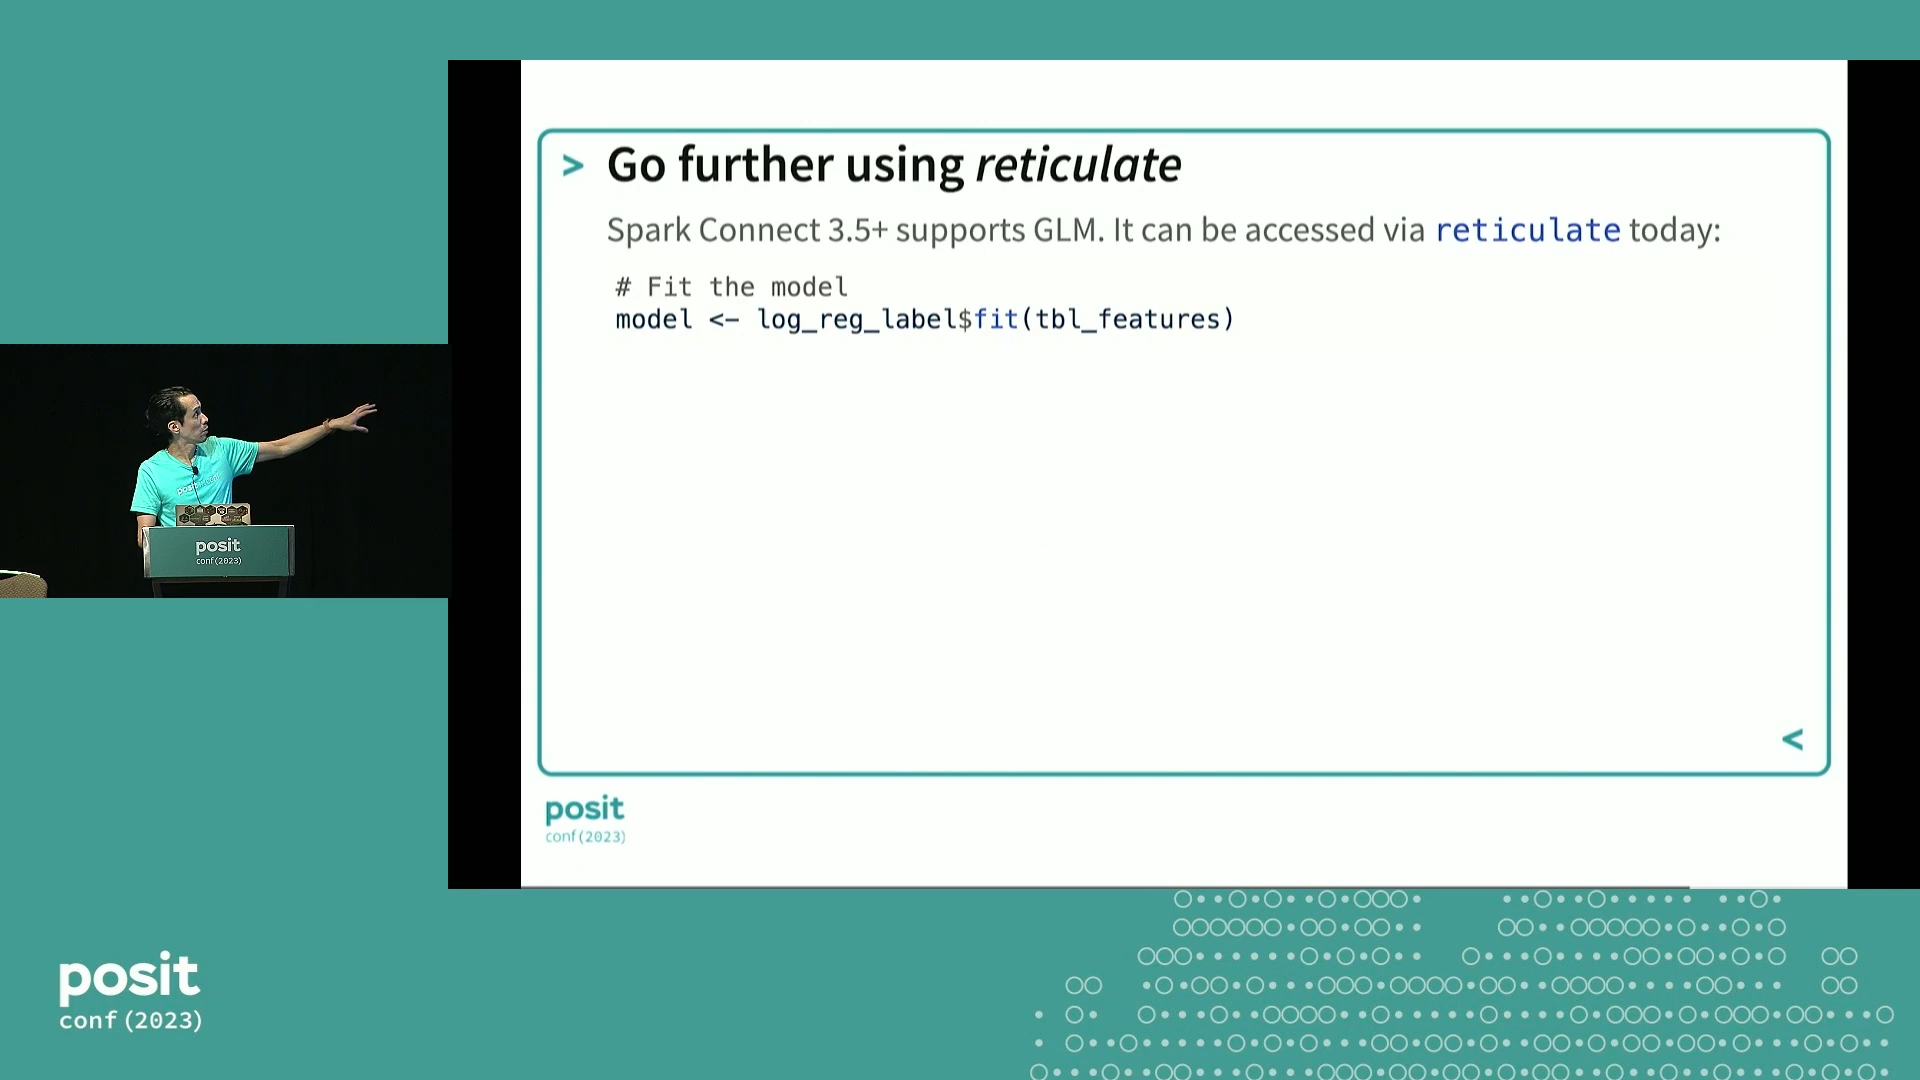 > Go further using reticulate
Spark Connect 3.5+ supports GLM. It can be accessed via reticulate today:
# Fit the model
model <- log_reg_label$fit(tbl_features)
<
posit
conf(2023)
posit
conf(2023)
posit
conf(2023)